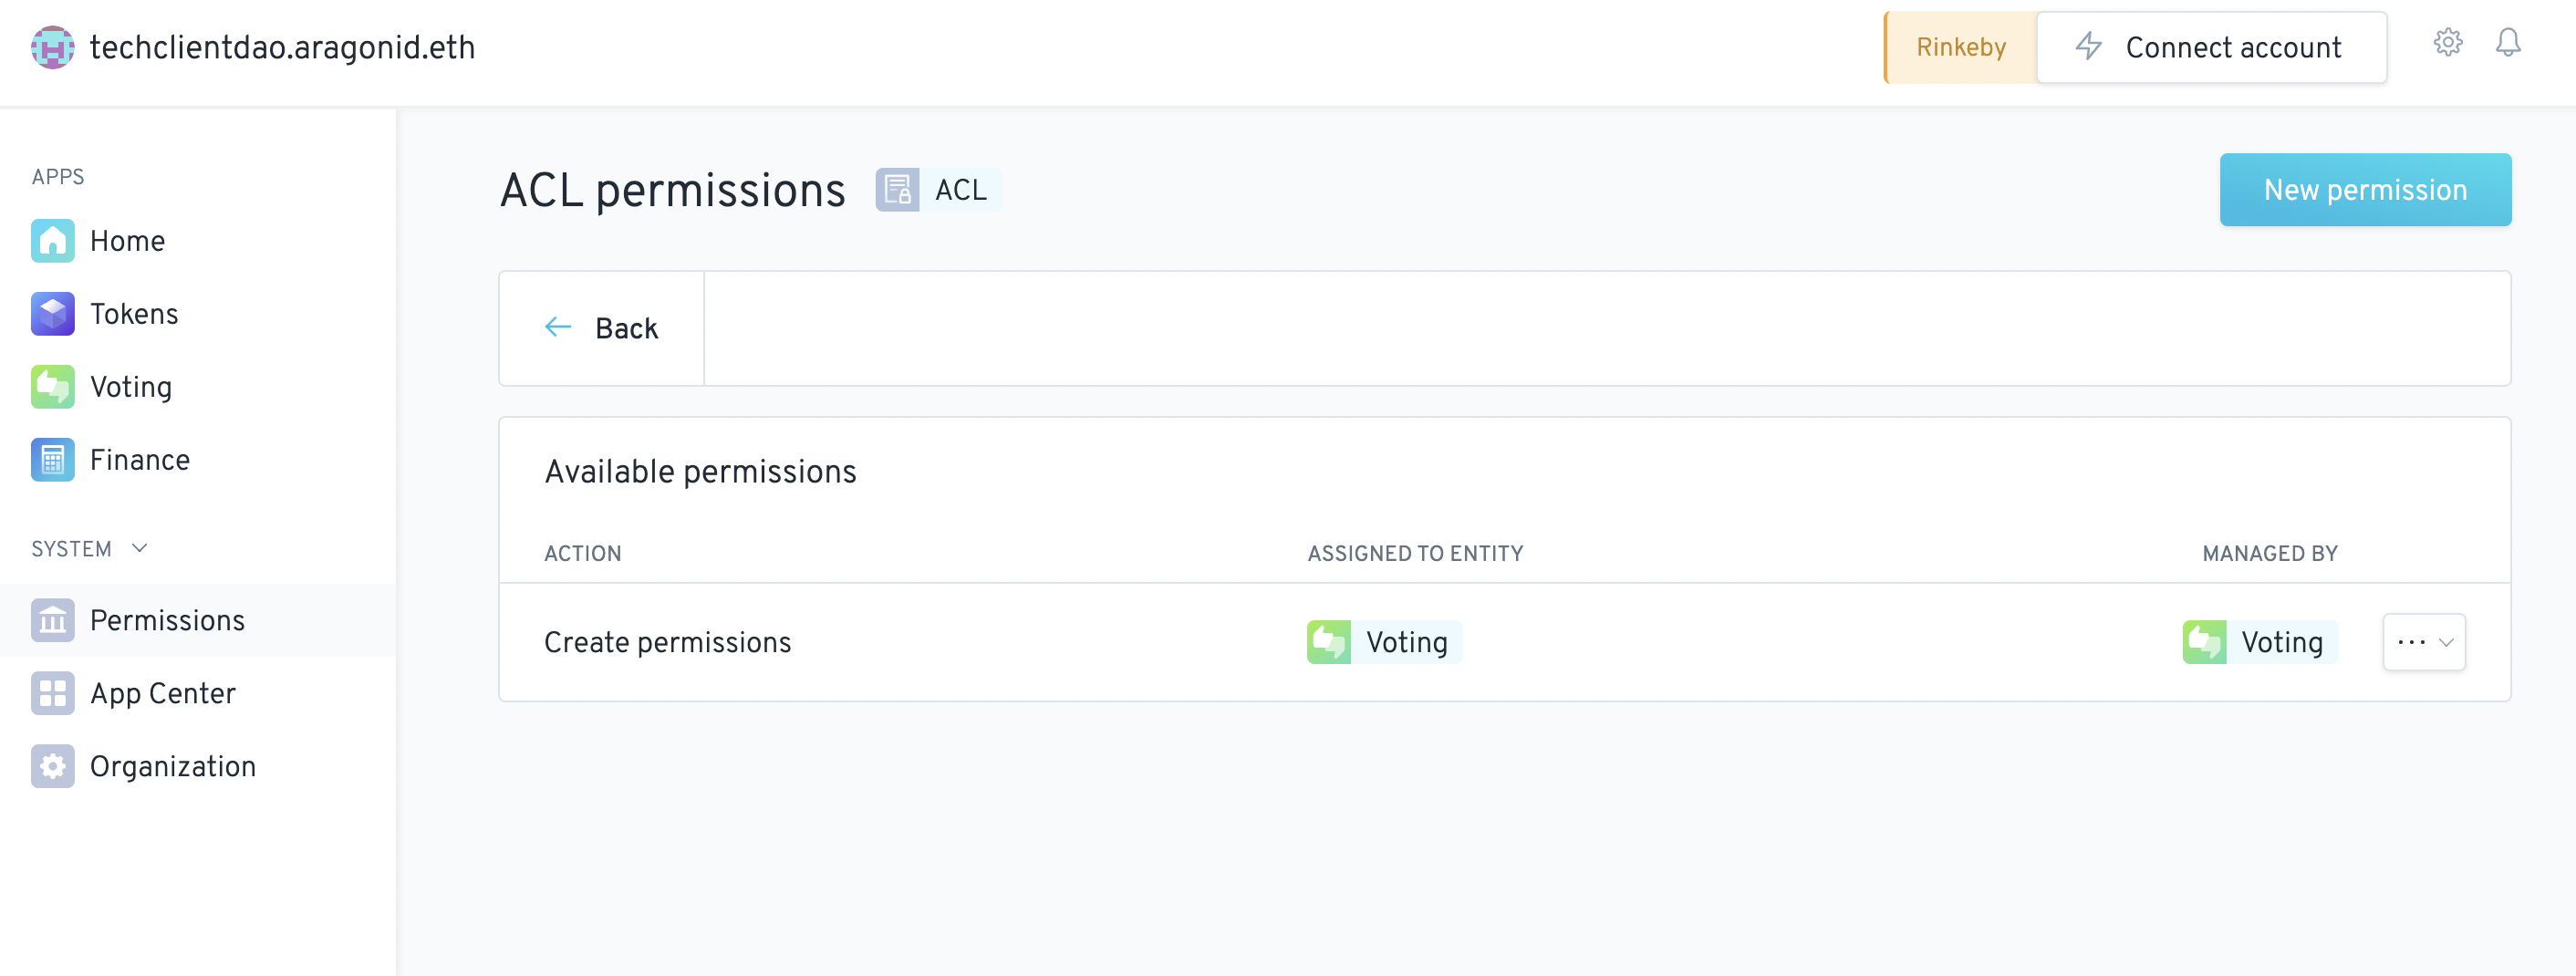 techclientdao.aragonid.eth
Rinkeby
Connect account
APPS
Home
Tokens
Voting
Finance
SYSTEM
Permissions
App Center
Organization
ACL permissions
ACL
New permission
Back
Available permissions
ACTION
ASSIGNED TO ENTITY
MANAGED BY
Create permissions
Voting
Voting